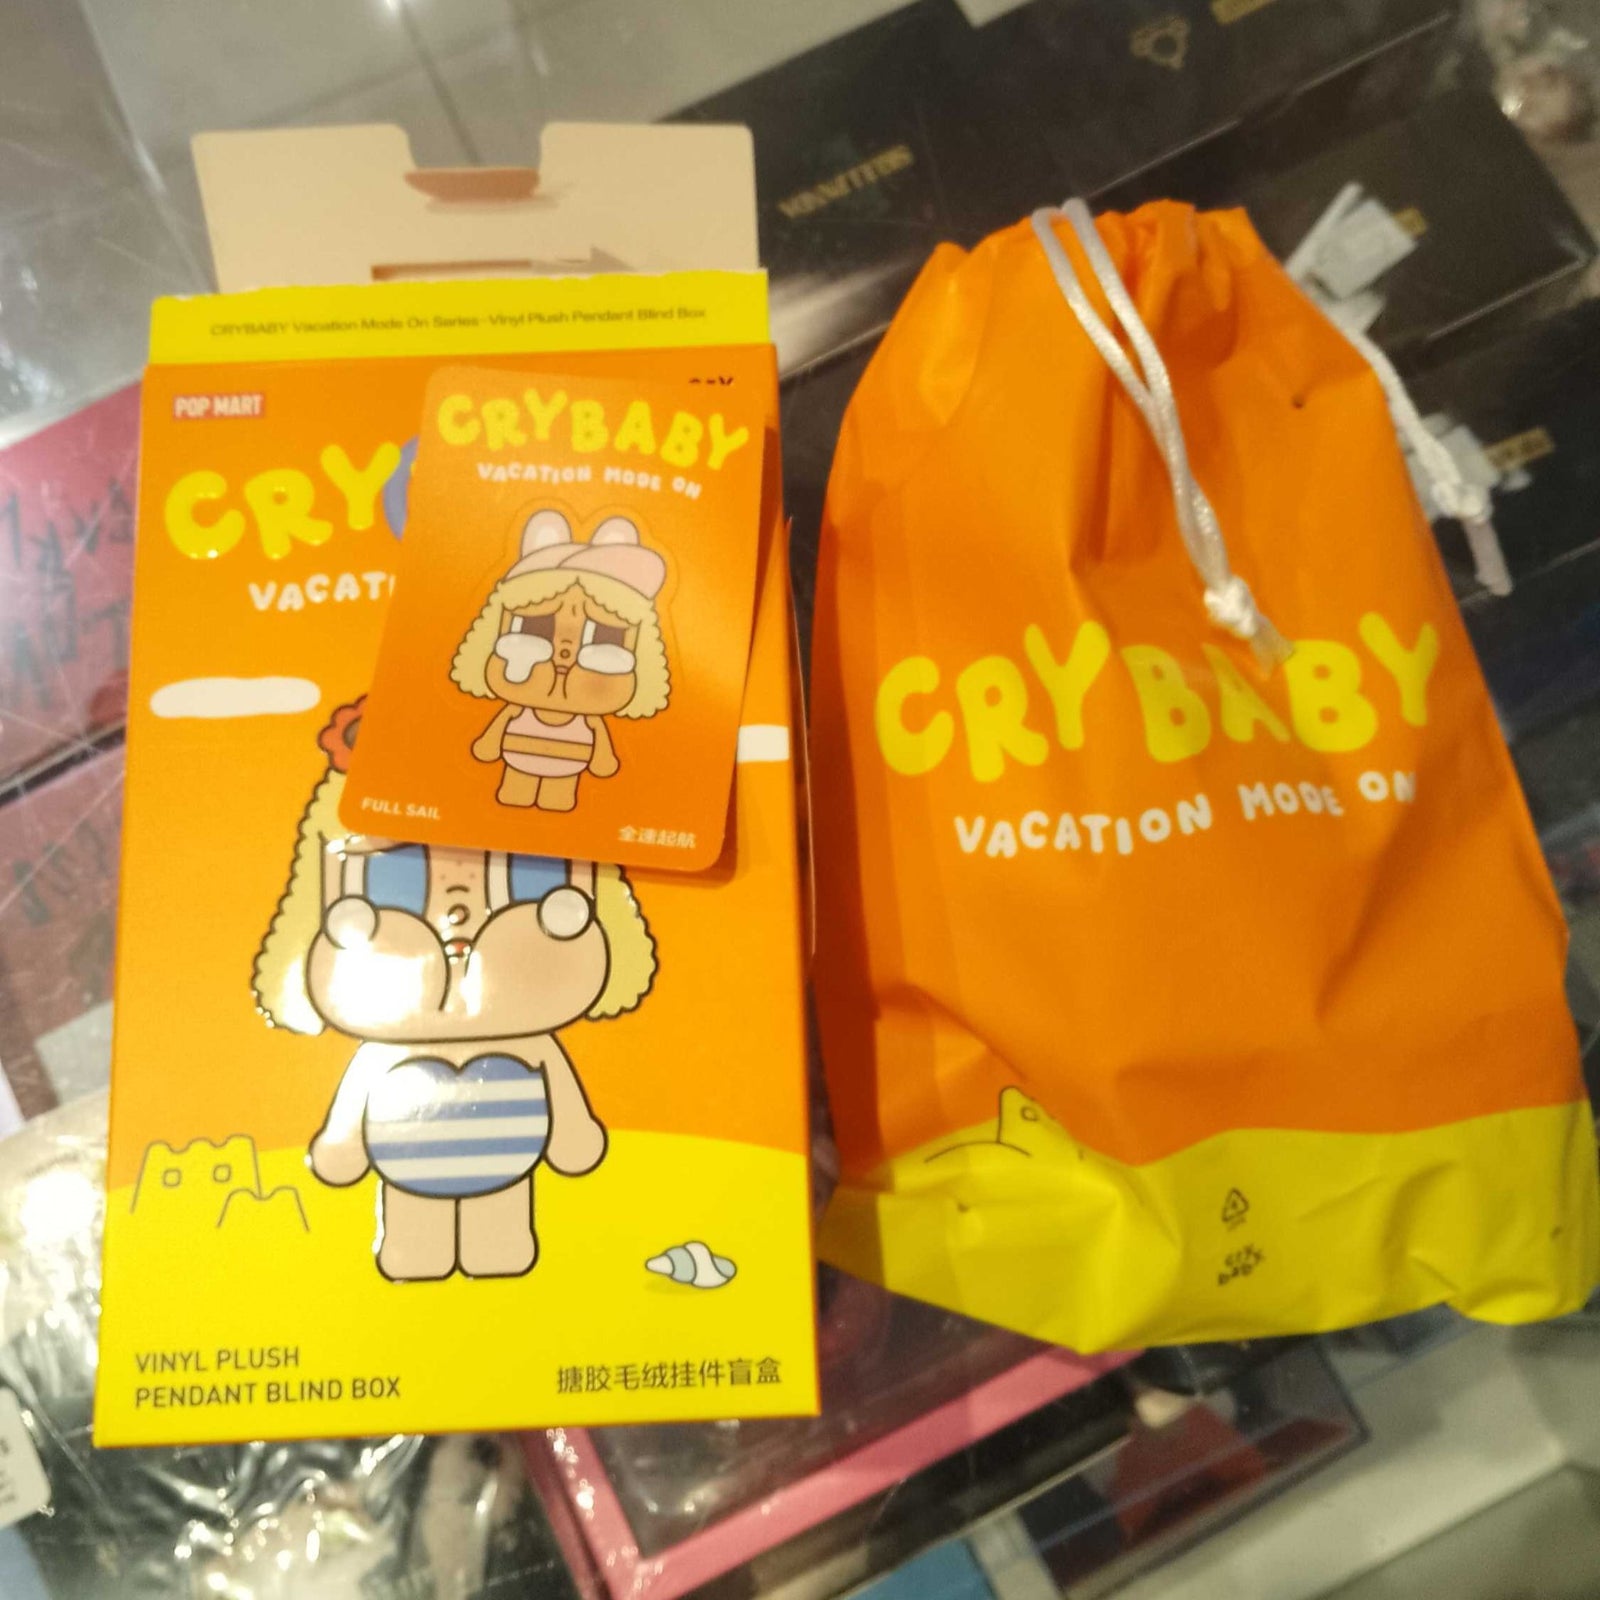 CRYBABY Vacation Mode On Series-Vinyl Plush Pendant Blind Box
POP MART
CRY
VACATI
CRYBABY
VACATION MODE ON
FULL SAIL
全速起航
VINYL PLUSH
PENDANT BLIND BOX
搪胶毛绒挂件盲盒
CRYBABY
VACATION MODE ON
cry
baby